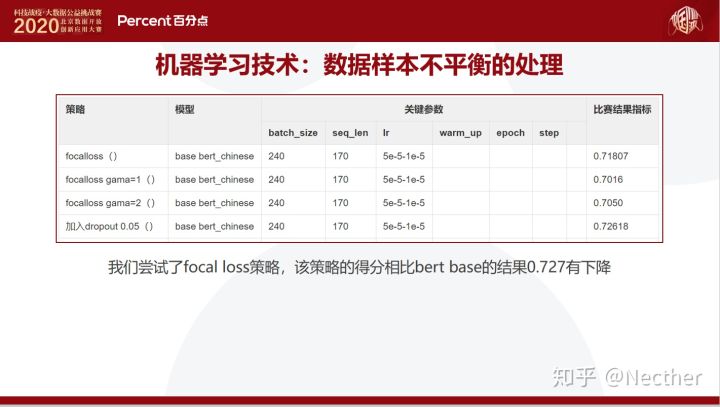 科技战疫·大数据公益挑战赛
2020 北京数据开放
创新应用大赛
Percent 百分点
机器学习技术：数据样本不平衡的处理
策略 模型 关键参数 比赛结果指标
batch_size seq_len lr warm_up epoch step
focalloss（） base bert_chinese 240 170 5e-5-1e-5 0.71807
focalloss gama=1（） base bert_chinese 240 170 5e-5-1e-5 0.7016
focalloss gama=2（） base bert_chinese 240 170 5e-5-1e-5 0.7050
加入dropout 0.05（） base bert_chinese 240 170 5e-5-1e-5 0.72618
我们尝试了focal loss策略，该策略的得分相比bert base的结果0.727有下降
知乎 @Necther